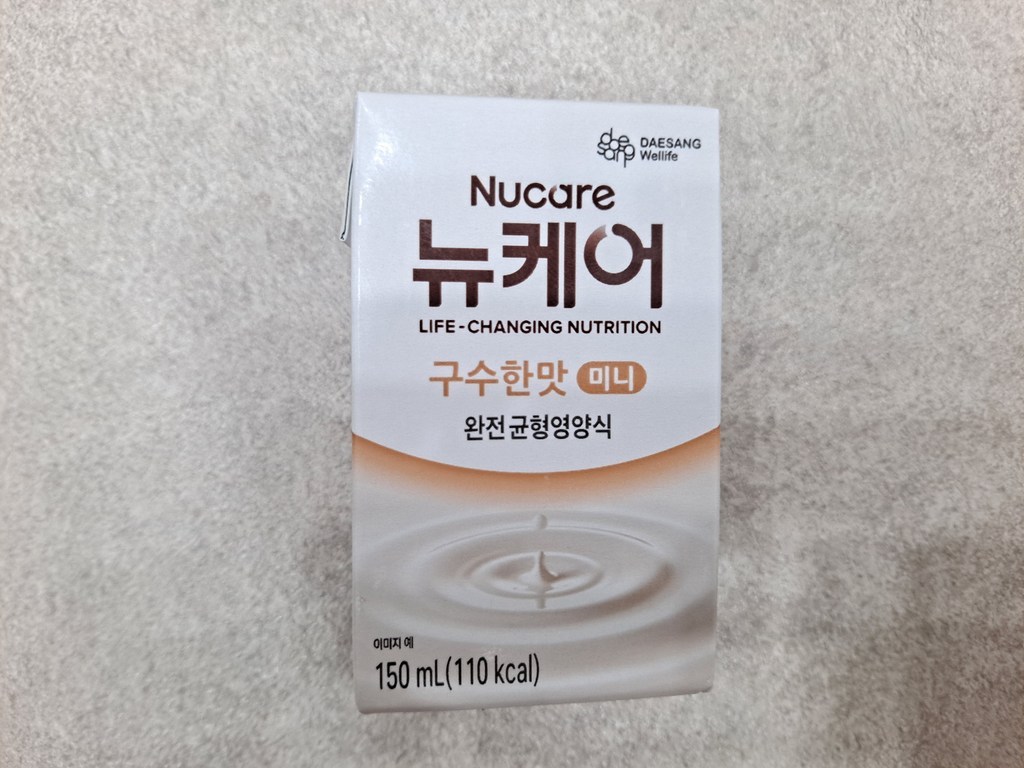 DAESANG
Wellife
Nucare
뉴케어
LIFE-CHANGING NUTRITION
구수한맛 미니
완전균형영양식
이미지 예
150 mL(110 kcal)